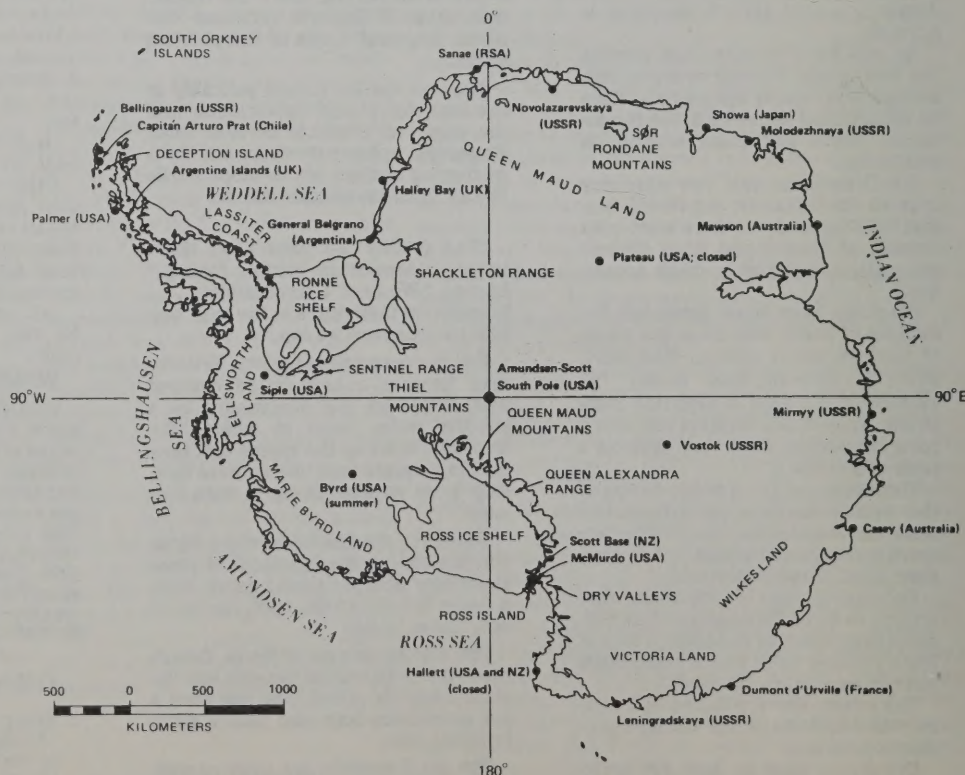 0°
SOUTH ORKNEY
ISLANDS
Sanae (RSA)
Bellingauzen (USSR)
Capitán Arturo Prat (Chile)
DECEPTION ISLAND
Argentine Islands (UK)
Palmer (USA)
WEDDELL SEA
LASSITER
COAST
Halley Bay (UK)
General Belgrano
(Argentina)
Novolazarevskaya
(USSR)
SØR
RONDANE
MOUNTAINS
Showa (Japan)
Molodezhnaya (USSR)
QUEEN MAUD
LAND
Mawson (Australia)
INDIAN OCEAN
Plateau (USA; closed)
SHACKLETON RANGE
RONNE
ICE
SHELF
SENTINEL RANGE
Siple (USA)
ELLSWORTH
LAND
THIEL
MOUNTAINS
Amundsen-Scott
South Pole (USA)
90°W
90°E
BELLINGSHAUSEN
SEA
QUEEN MAUD
MOUNTAINS
Mirnyy (USSR)
Vostok (USSR)
Byrd (USA)
(summer)
MARIE BYRD LAND
QUEEN ALEXANDRA
RANGE
ROSS ICE SHELF
Scott Base (NZ)
McMurdo (USA)
Casey (Australia)
WILKES LAND
DRY VALLEYS
ROSS ISLAND
AMUNDSEN SEA
ROSS SEA
VICTORIA LAND
Hallett (USA and NZ)
(closed)
Dumont d'Urville (France)
Leningradskaya (USSR)
500 0 500 1000
KILOMETERS
180°